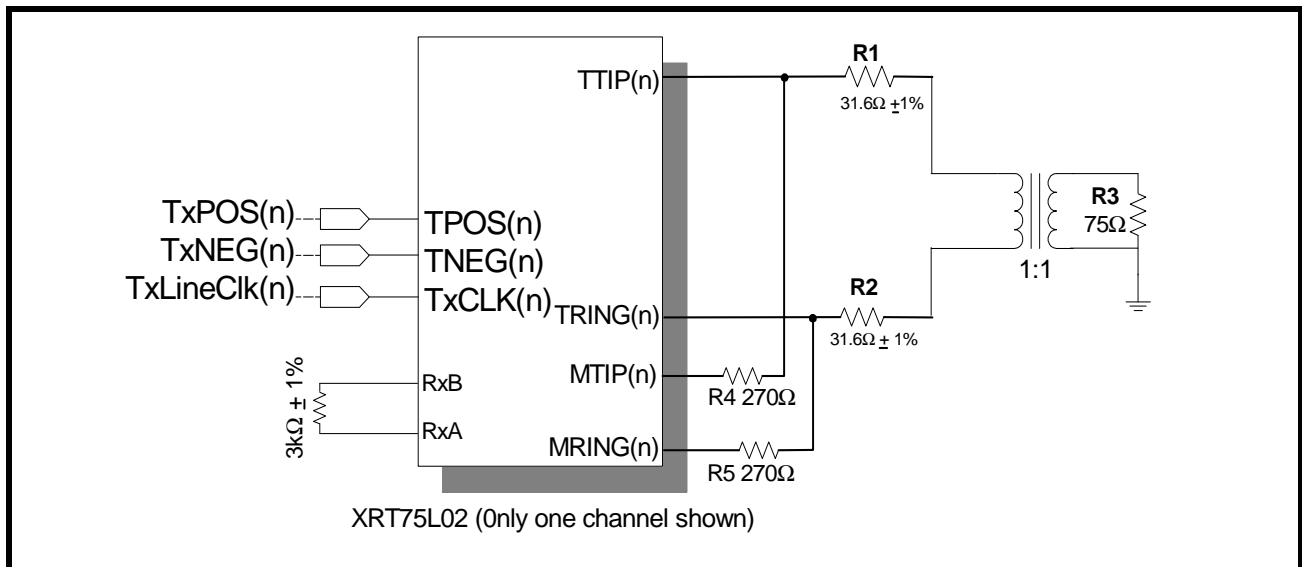 TTIP(n)
R1
31.6Ω ±1%
TxPOS(n)
TPOS(n)
TxNEG(n)
TNEG(n)
TxLineClk(n)
TxCLK(n)
R3
75Ω
1:1
TRING(n)
R2
31.6Ω ± 1%
MTIP(n)
R4 270Ω
3kΩ ± 1%
RxB
RxA
MRING(n)
R5 270Ω
XRT75L02 (0nly one channel shown)